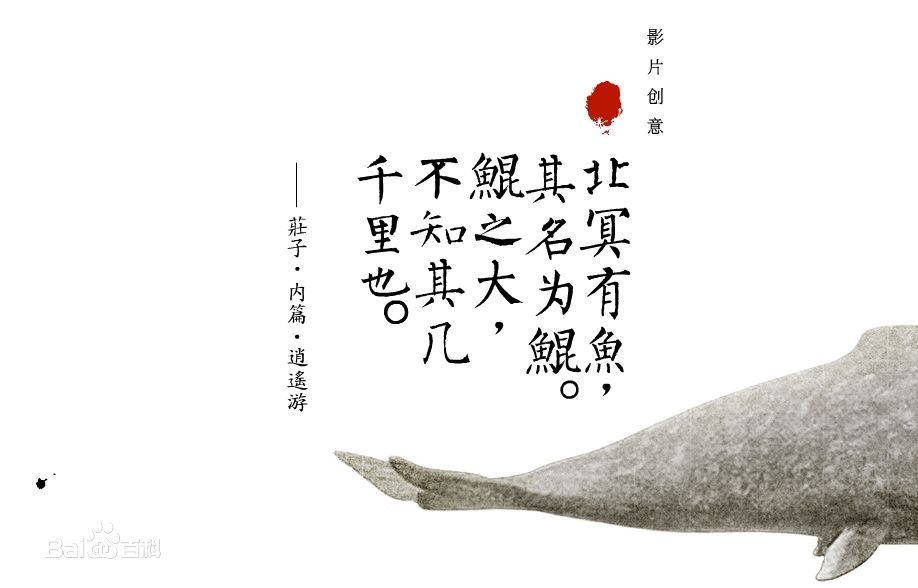 影片创意
北冥有魚，
其名为鯤。
鯤之大，
不知其几
千里也。
——莊子·内篇·逍遙游
Bai百科